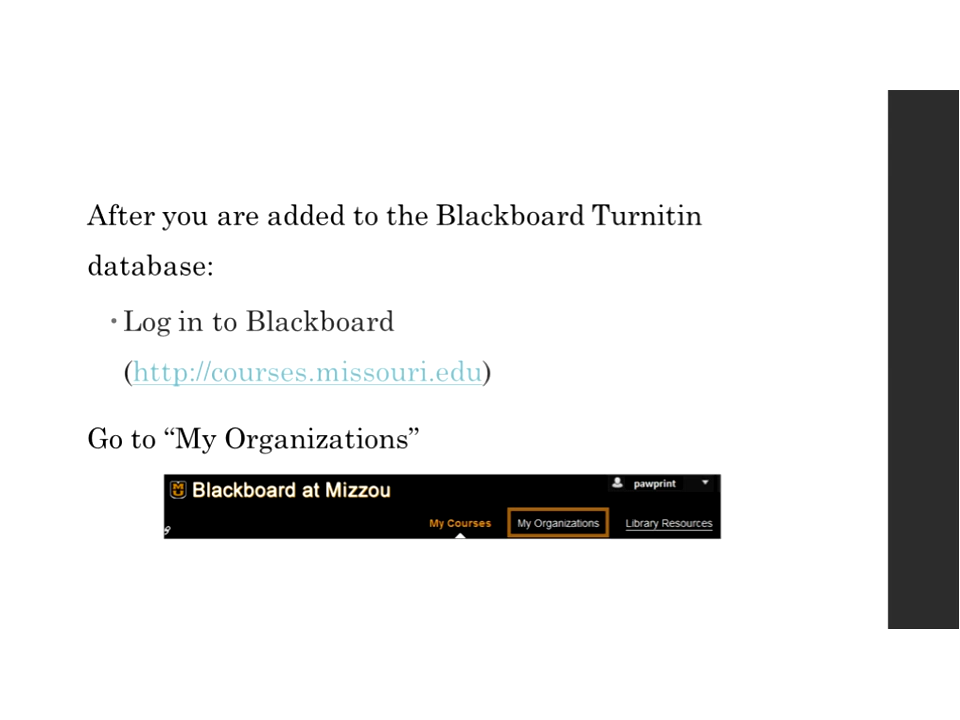 After you are added to the Blackboard Turnitin
database:
Log in to Blackboard
(http://courses.missouri.edu)
Go to “My Organizations”
MU Blackboard at Mizzou pawprint
My Courses My Organizations Library Resources